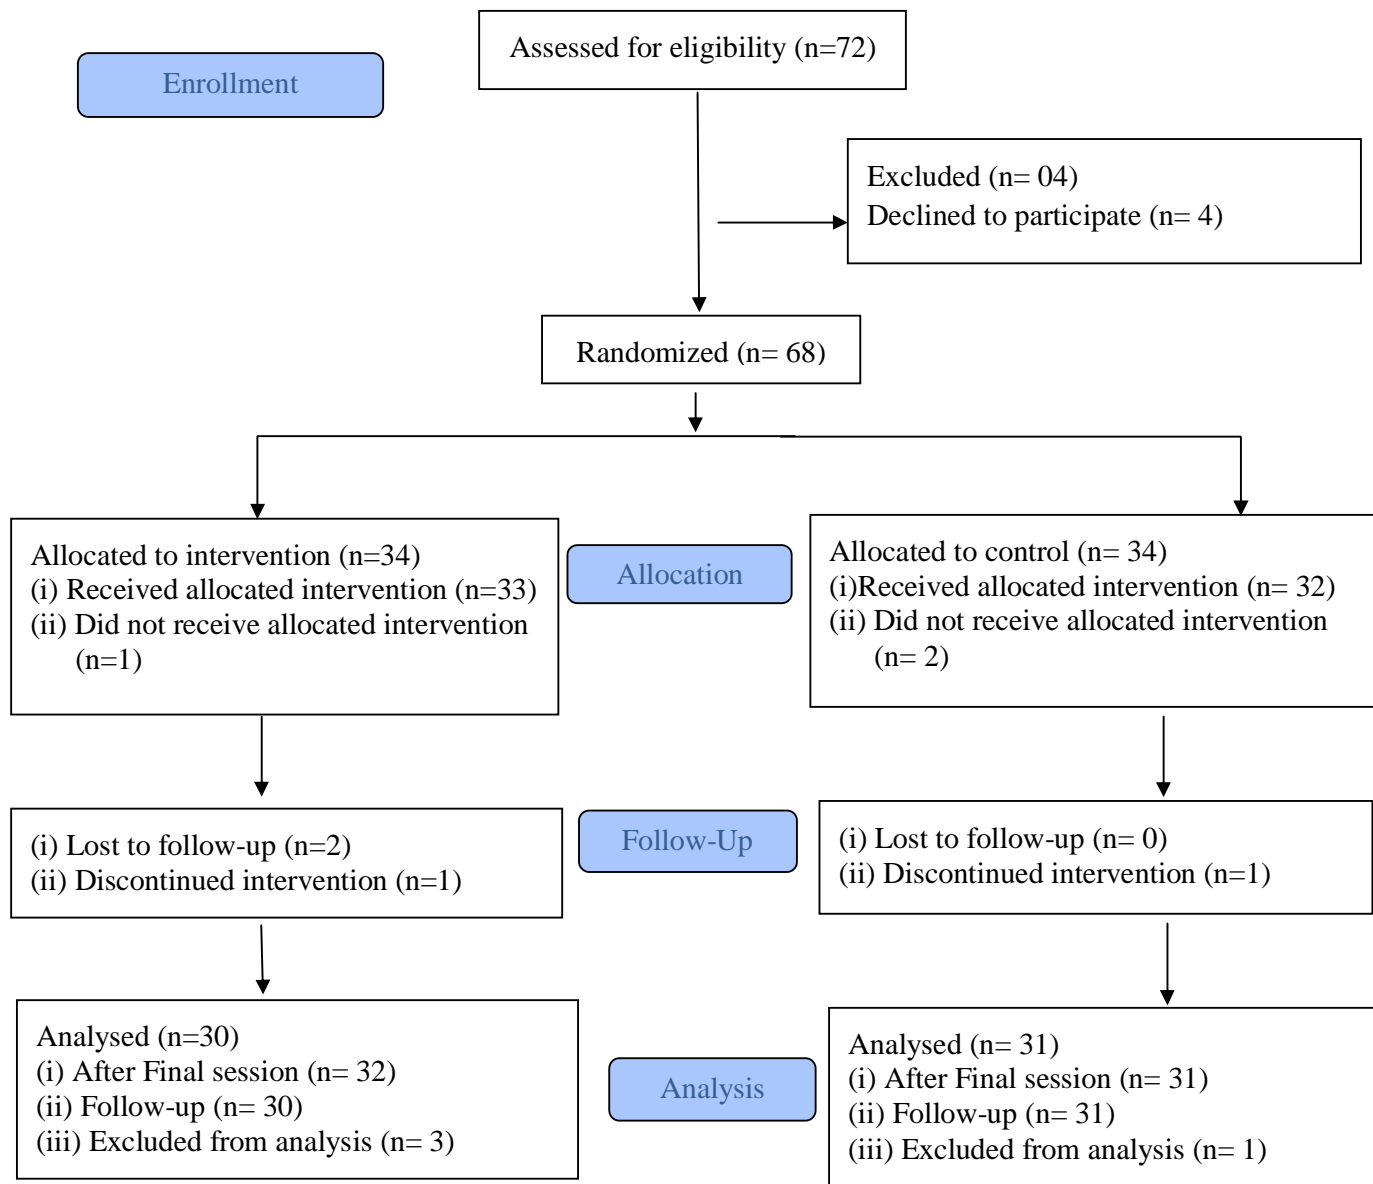 Assessed for eligibility (n=72)
Enrollment
Excluded (n= 04)
Declined to participate (n= 4)
Randomized (n= 68)
Allocated to intervention (n=34)
(i) Received allocated intervention (n=33)
(ii) Did not receive allocated intervention
(n=1)
Allocation
Allocated to control (n= 34)
(i)Received allocated intervention (n= 32)
(ii) Did not receive allocated intervention
(n= 2)
(i) Lost to follow-up (n=2)
(ii) Discontinued intervention (n=1)
Follow-Up
(i) Lost to follow-up (n= 0)
(ii) Discontinued intervention (n=1)
Analysed (n=30)
(i) After Final session (n= 32)
(ii) Follow-up (n= 30)
(iii) Excluded from analysis (n= 3)
Analysis
Analysed (n= 31)
(i) After Final session (n= 31)
(ii) Follow-up (n= 31)
(iii) Excluded from analysis (n= 1)